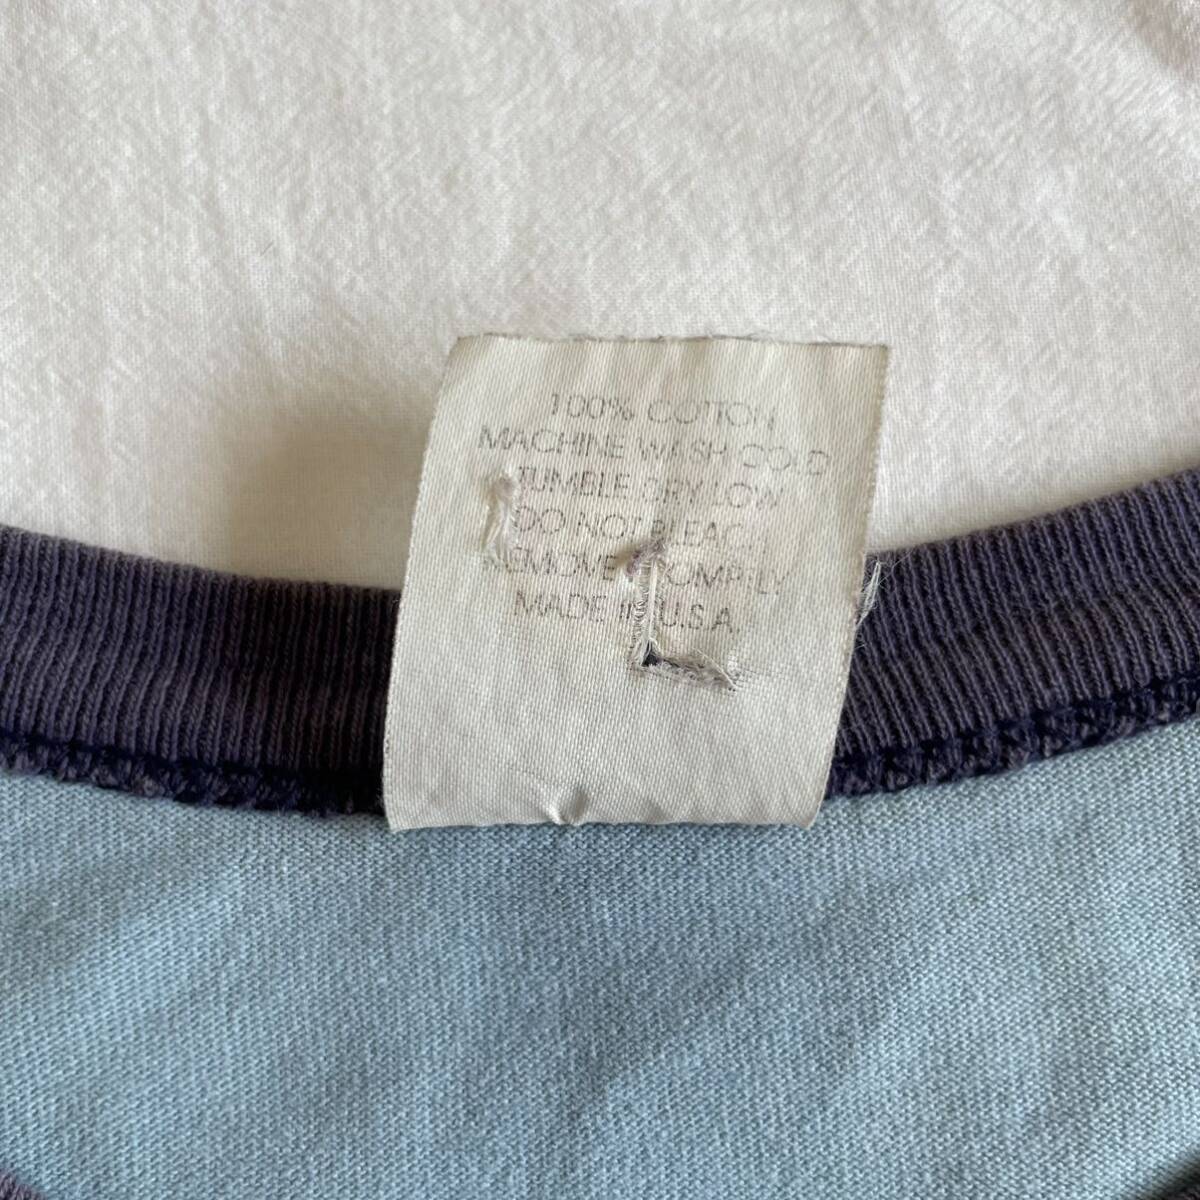 100% COTTON
MACHINE WASH COLD
TUMBLE DRY LOW
DO NOT BLEACH
REMOVE PROMPTLY
MADE IN U.S.A.